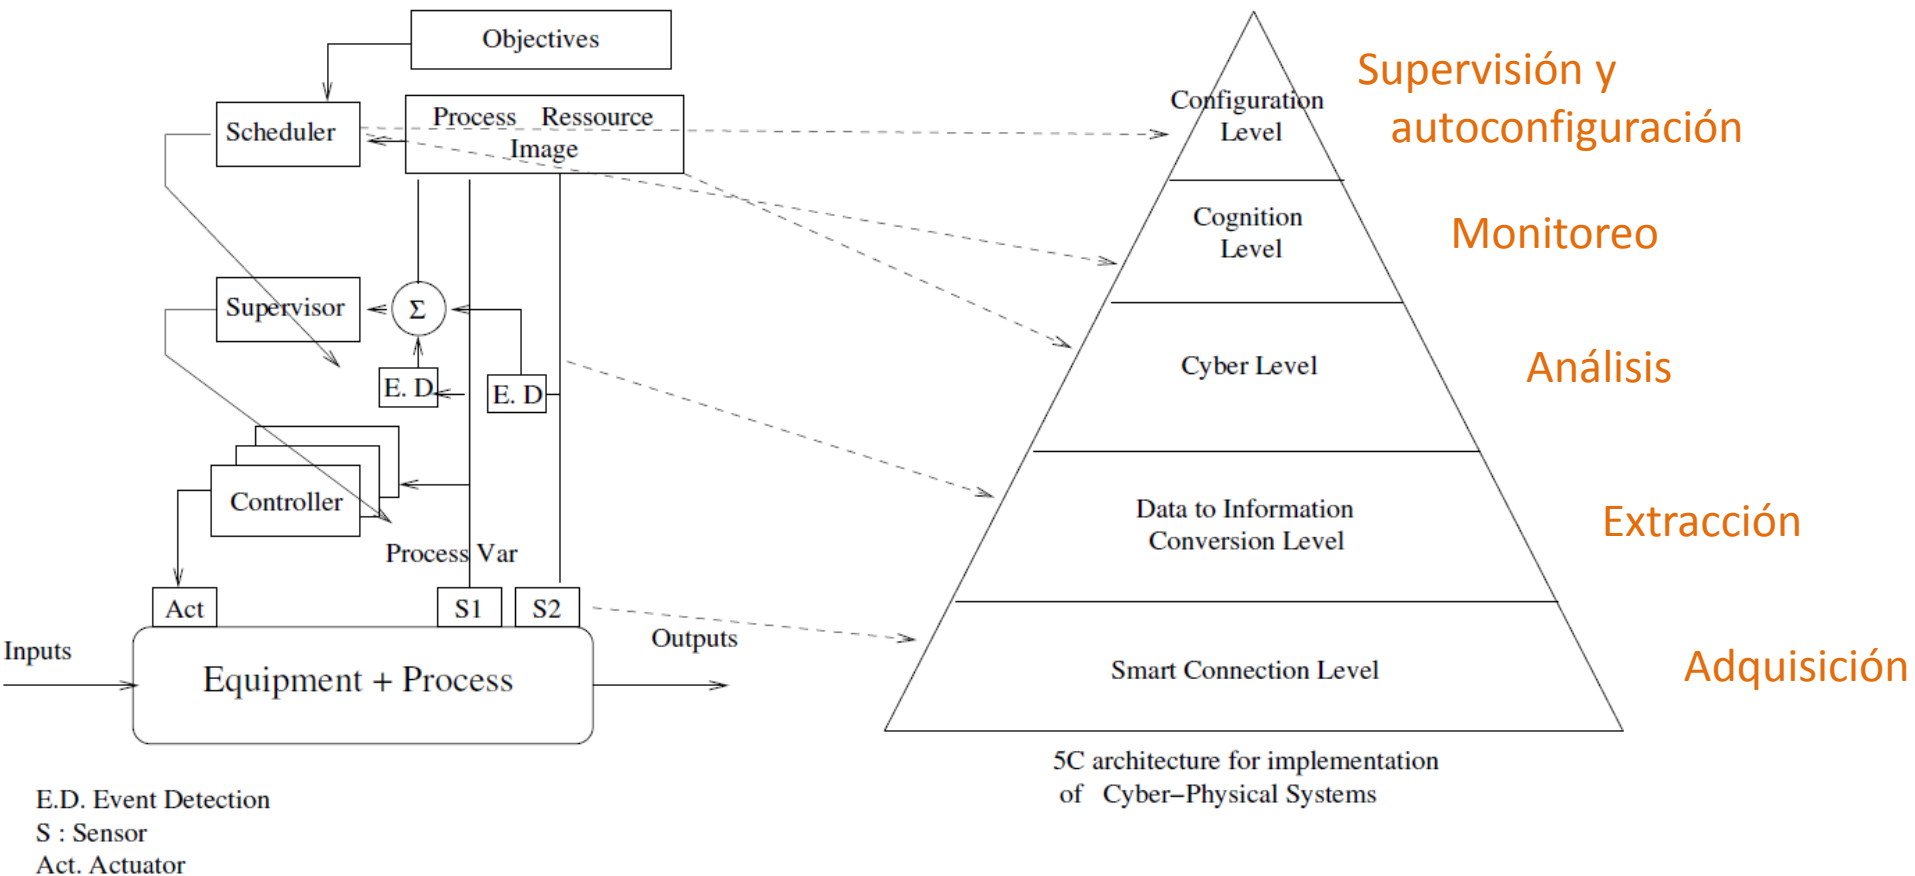 Objectives
Scheduler
Process Ressource
Image
Supervisor
Σ
E. D
E. D
Controller
Process Var
Act
S1
S2
Inputs
Outputs
Equipment + Process
E.D. Event Detection
S : Sensor
Act. Actuator
Configuration
Level
Cognition
Level
Cyber Level
Data to Information
Conversion Level
Smart Connection Level
5C architecture for implementation
of Cyber-Physical Systems
Supervisión y
autoconfiguración
Monitoreo
Análisis
Extracción
Adquisición